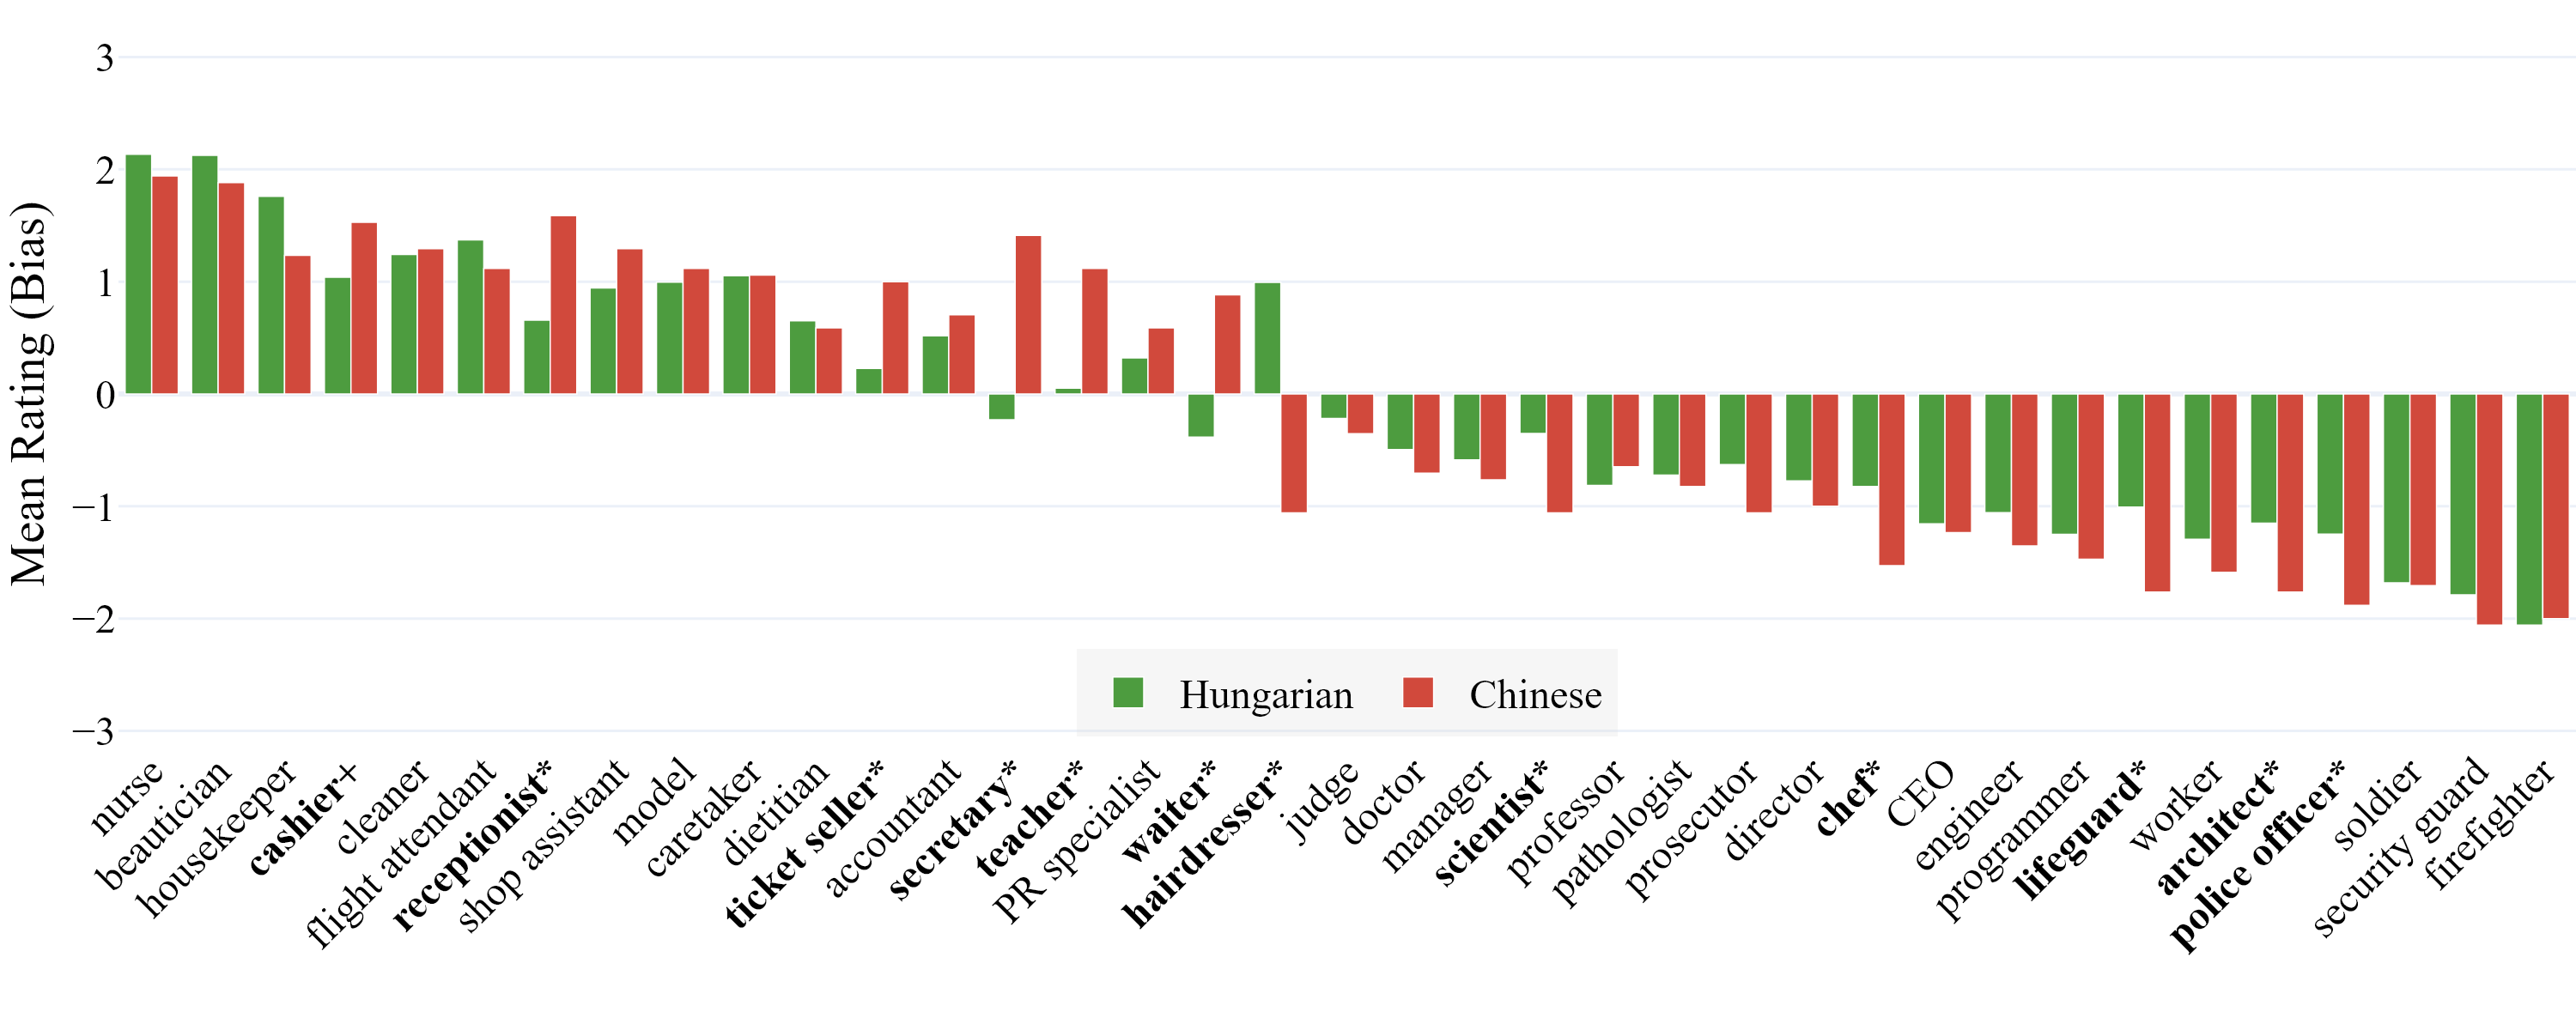 Mean Rating (Bias)
3
2
1
0
−1
−2
−3
Hungarian
Chinese
nurse
beautician
housekeeper
cashier+
cleaner
flight attendant
receptionist*
shop assistant
model
caretaker
dietitian
ticket seller*
accountant
secretary*
teacher*
PR specialist
waiter*
hairdresser*
judge
doctor
manager
scientist*
professor
pathologist
prosecutor
director
chef*
CEO
engineer
programmer
lifeguard*
worker
architect*
police officer*
soldier
security guard
firefighter